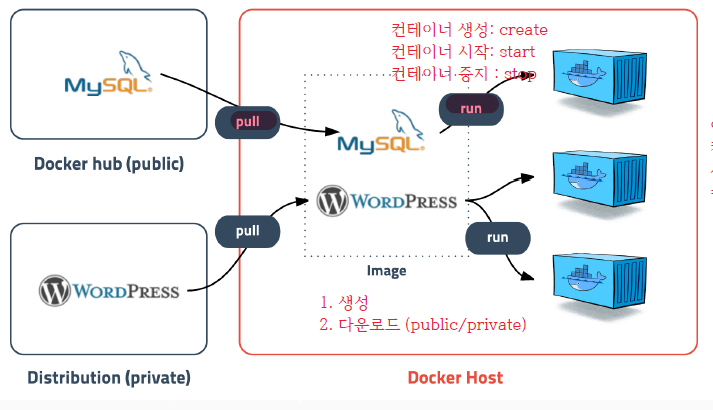 컨테이너 생성: create
컨테이너 시작: start
컨테이너 중지 : stop
MySQL
pull
run
MySQL
Docker hub (public)
WORDPRESS
pull
run
Image
WORDPRESS
1. 생성
2. 다운로드 (public/private)
Distribution (private)
Docker Host